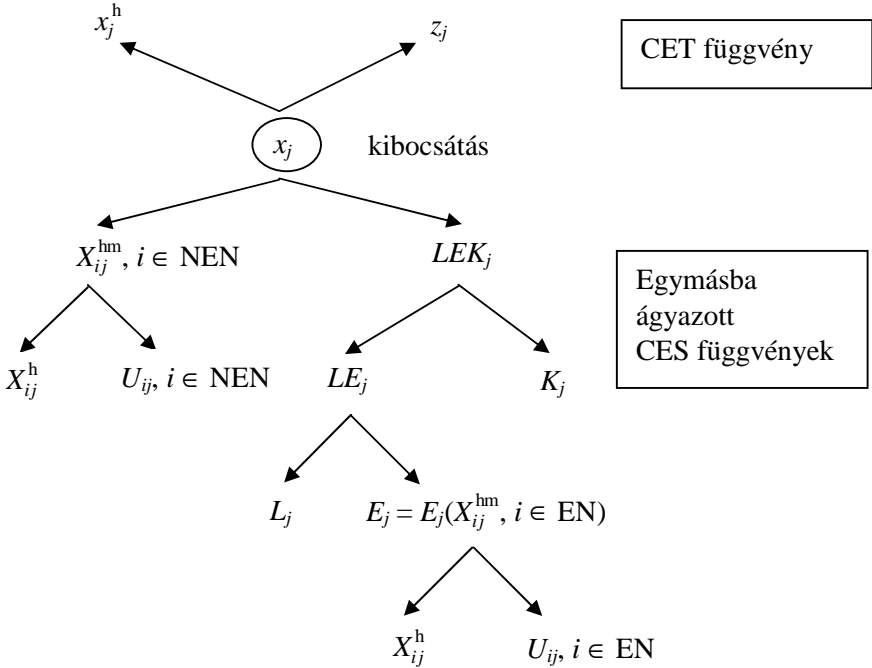 x_j^h
z_j
CET függvény
x_j
kibocsátás
X_ij^hm, i ∈ NEN
LEK_j
Egymásba
ágyazott
CES függvények
X_ij^h
U_ij, i ∈ NEN
LE_j
K_j
L_j
E_j = E_j(X_ij^hm, i ∈ EN)
X_ij^h
U_ij, i ∈ EN